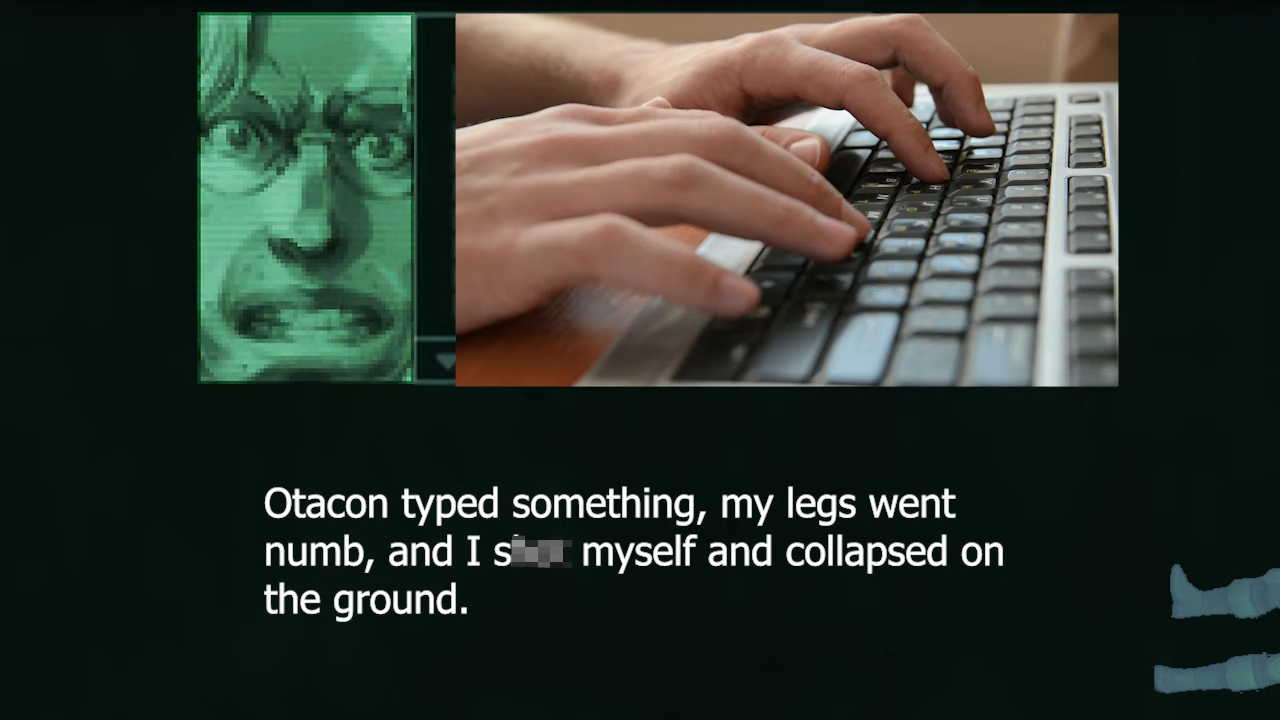 Otacon typed something, my legs went
numb, and I s myself and collapsed on
the ground.